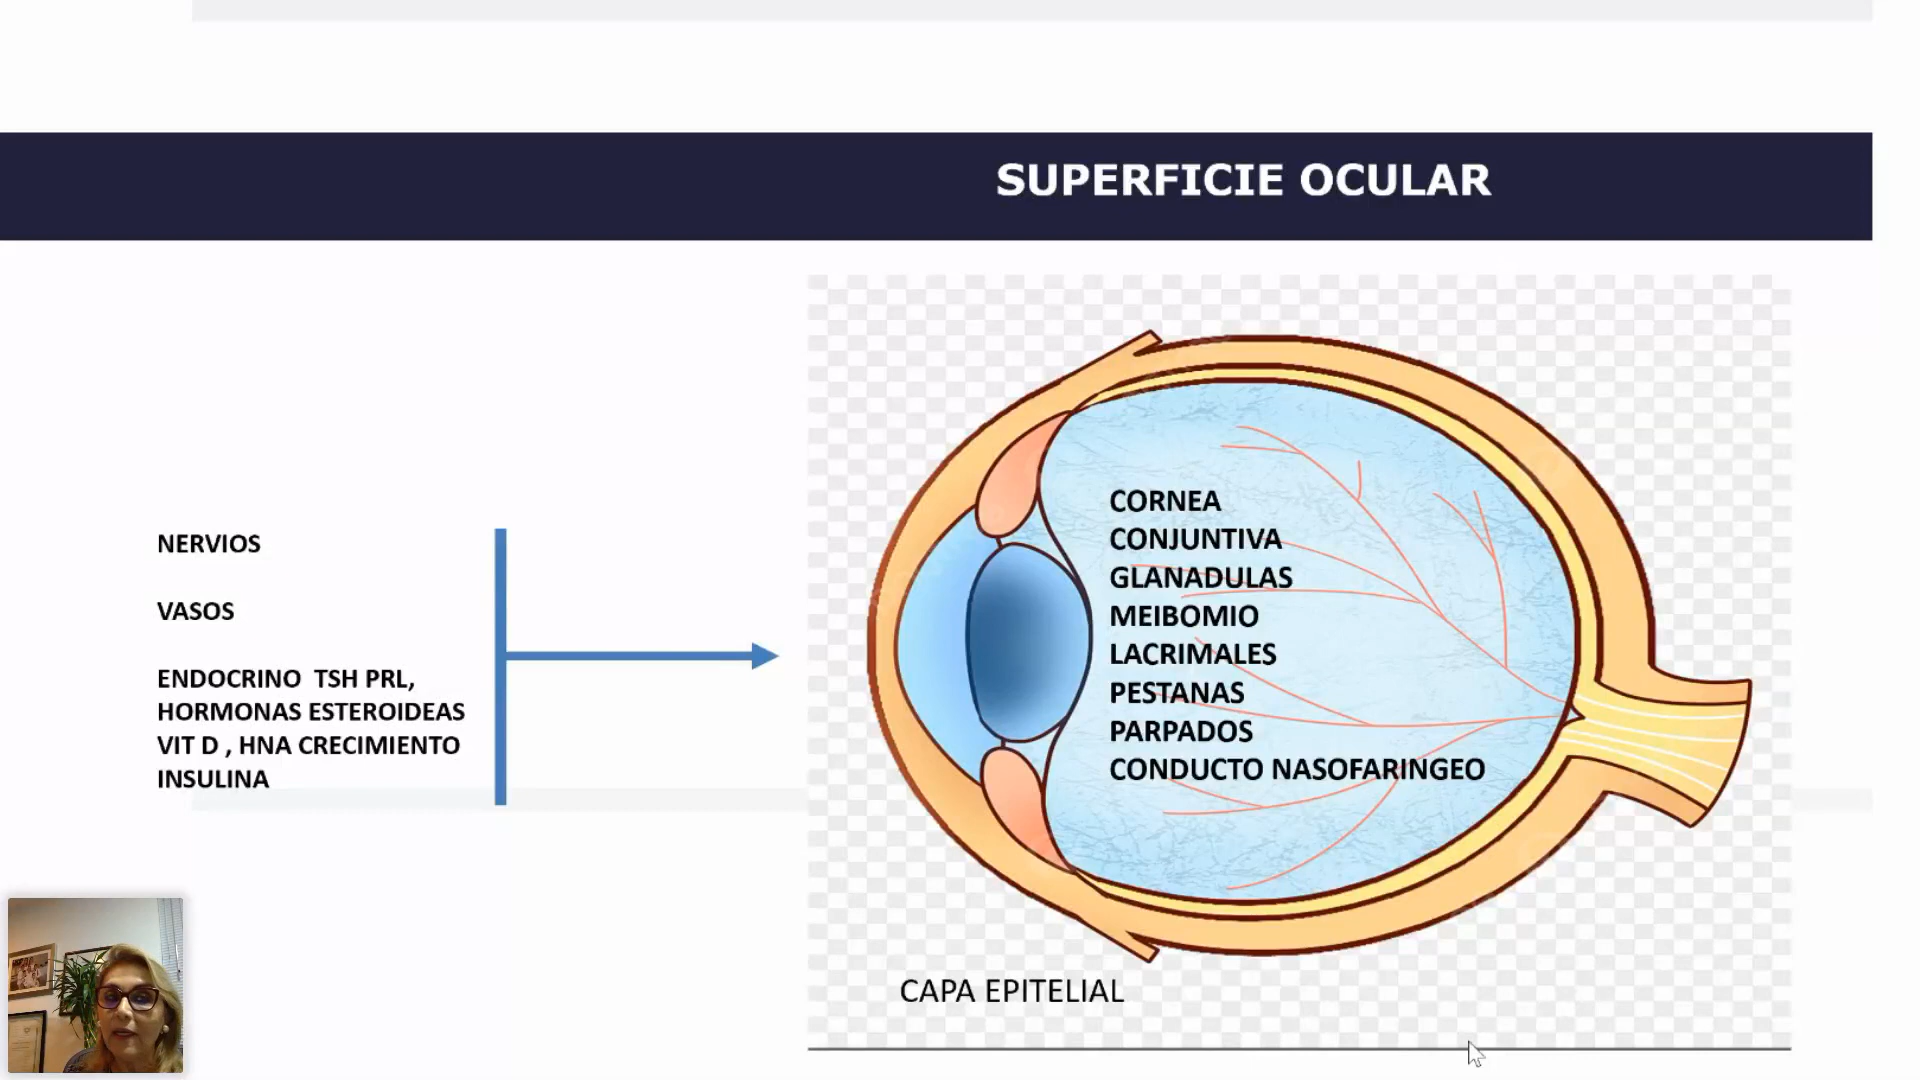 SUPERFICIE OCULAR
NERVIOS
VASOS
ENDOCRINO TSH PRL,
HORMONAS ESTEROIDEAS
VIT D , HNA CRECIMIENTO
INSULINA
CORNEA
CONJUNTIVA
GLANADULAS
MEIBOMIO
LACRIMALES
PESTANAS
PARPADOS
CONDUCTO NASOFARINGEO
CAPA EPITELIAL